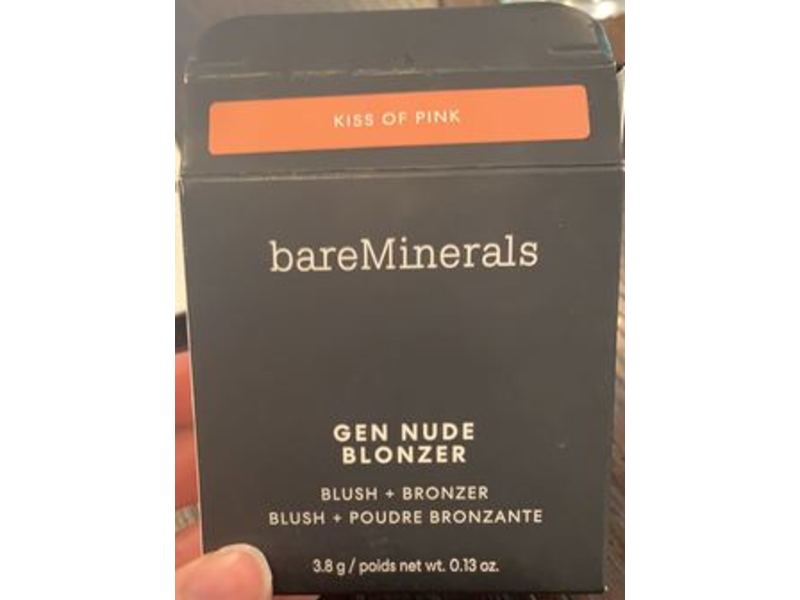 KISS OF PINK
bareMinerals
GEN NUDE
BLONZER
BLUSH + BRONZER
BLUSH + POUDRE BRONZANTE
3.8 g / poids net wt. 0.13 oz.